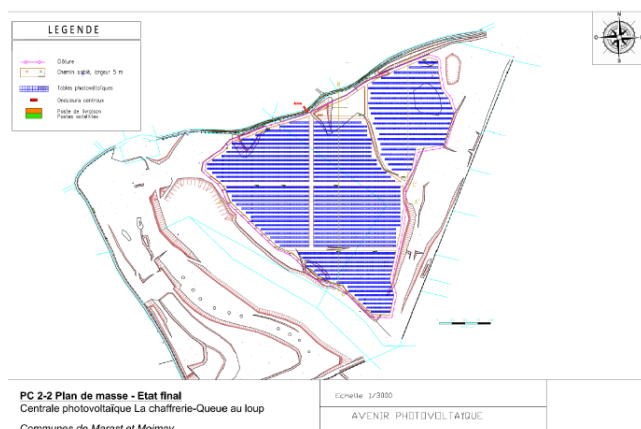 LEGENDE
N
Clôture
Chemin stablé, largeur 5 m
Tables photovoltaïques
Onduleurs centraux
Poste de livraison
Postes satellites
PC 2-2 Plan de masse - Etat final
Centrale photovoltaïque La chaffrerie-Queue au loup
Communes de Marast et Moimay
Echelle 1/3000
AVENIR PHOTOVOLTAÏQUE